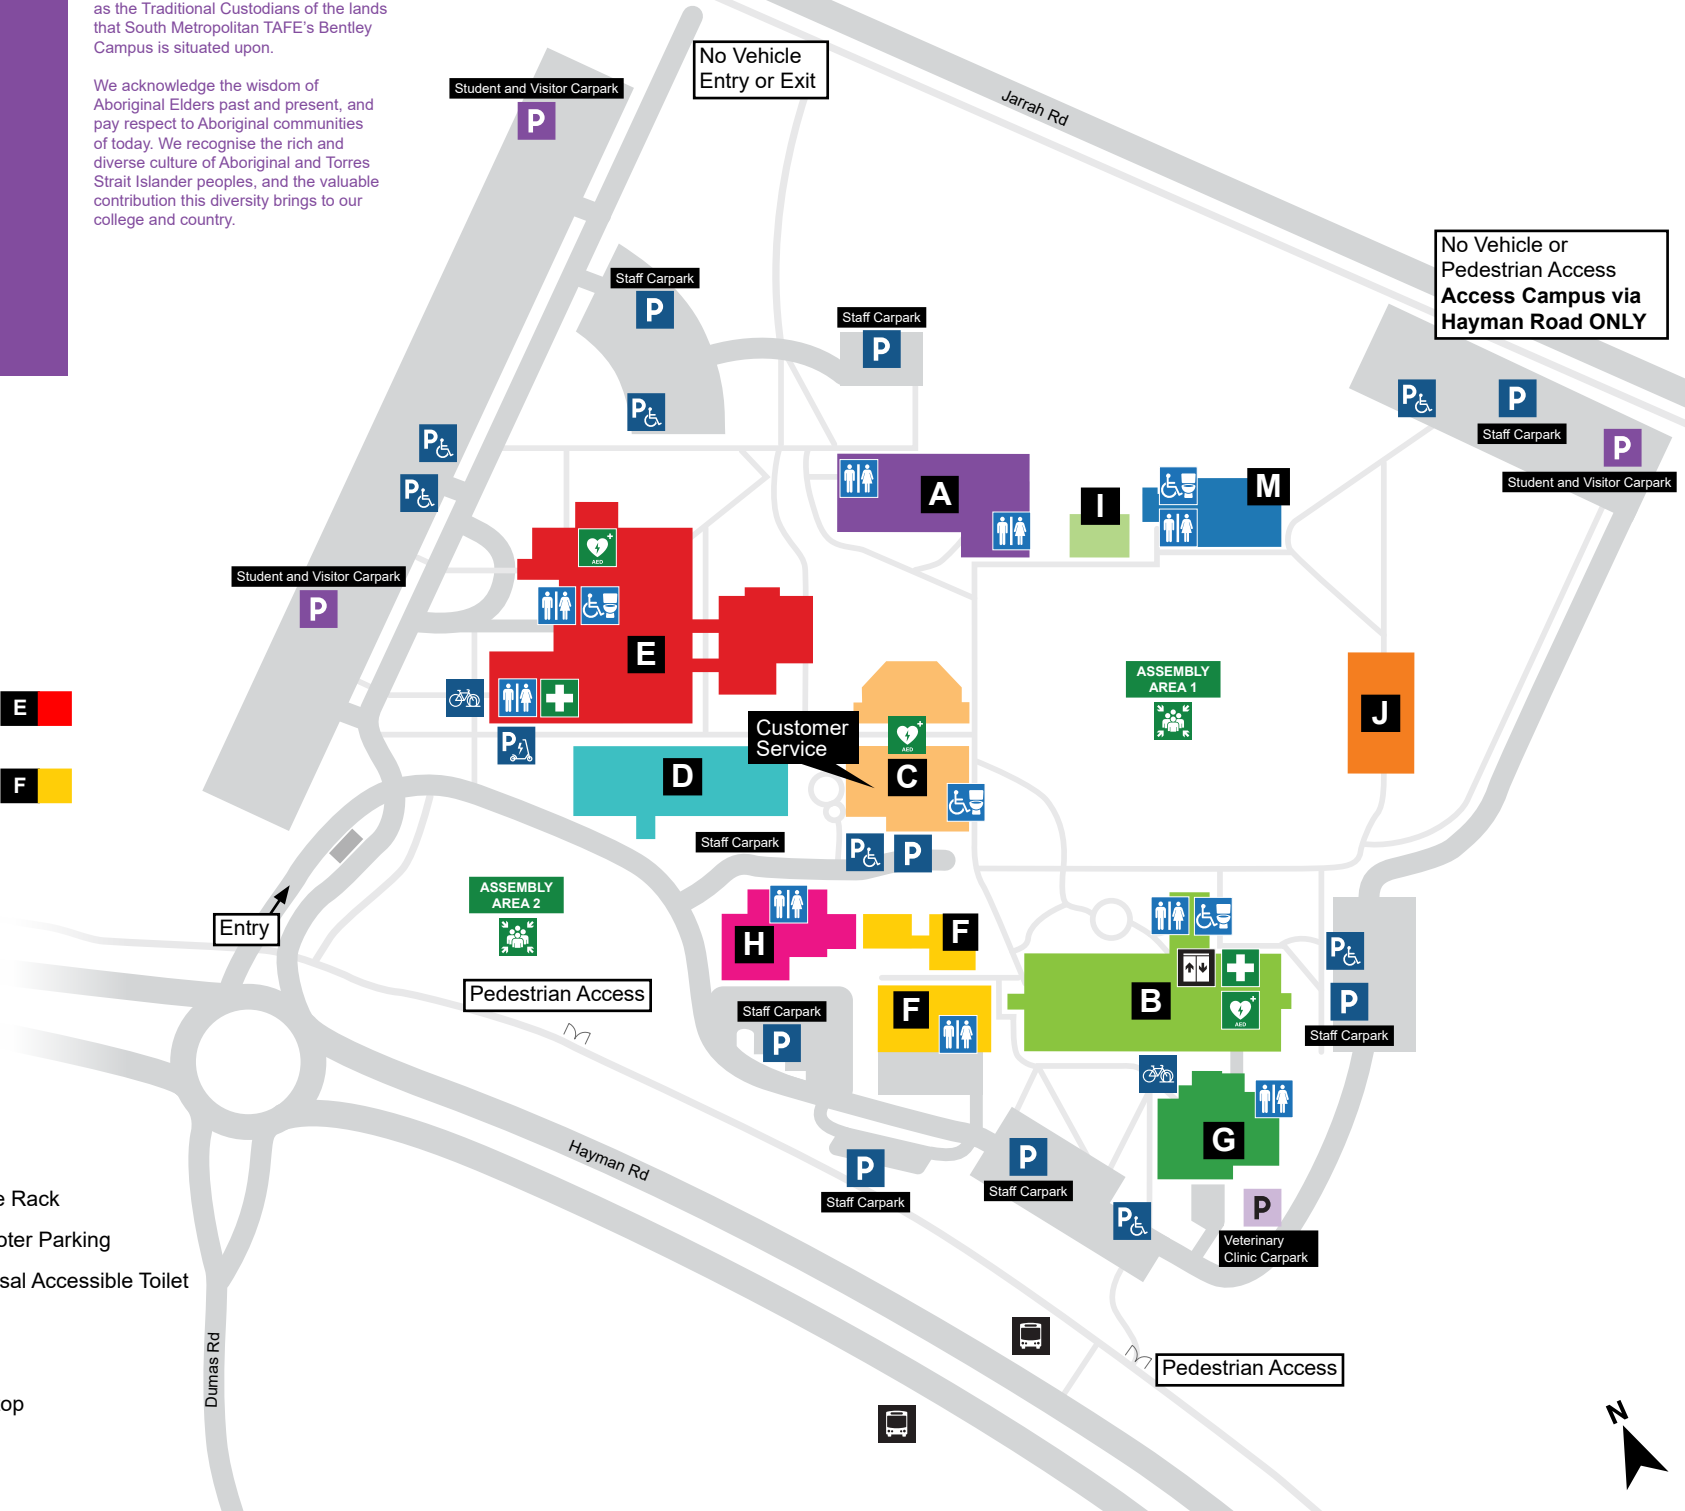 as the Traditional Custodians of the lands
that South Metropolitan TAFE's Bentley
Campus is situated upon.
We acknowledge the wisdom of
Aboriginal Elders past and present, and
pay respect to Aboriginal communities
of today. We recognise the rich and
diverse culture of Aboriginal and Torres
Strait Islander peoples, and the valuable
contribution this diversity brings to our
college and country.
No Vehicle
Entry or Exit
Student and Visitor Carpark
P
Jarrah Rd
No Vehicle or
Pedestrian Access
Access Campus via
Hayman Road ONLY
Staff Carpark
P
Staff Carpark
P
P
P
P
Staff Carpark
P
Student and Visitor Carpark
P
P
A
I
M
AED
Student and Visitor Carpark
P
E
ASSEMBLY
AREA 1
J
E
P
Customer
Service
AED
D
C
F
Staff Carpark
P
P
ASSEMBLY
AREA 2
Entry
H
F
P
B
AED
P
Staff Carpark
Pedestrian Access
Staff Carpark
P
F
G
Hayman Rd
P
Staff Carpark
P
Staff Carpark
P
P
Veterinary
Clinic Carpark
e Rack
oter Parking
sal Accessible Toilet
op
Dumas Rd
Pedestrian Access
N